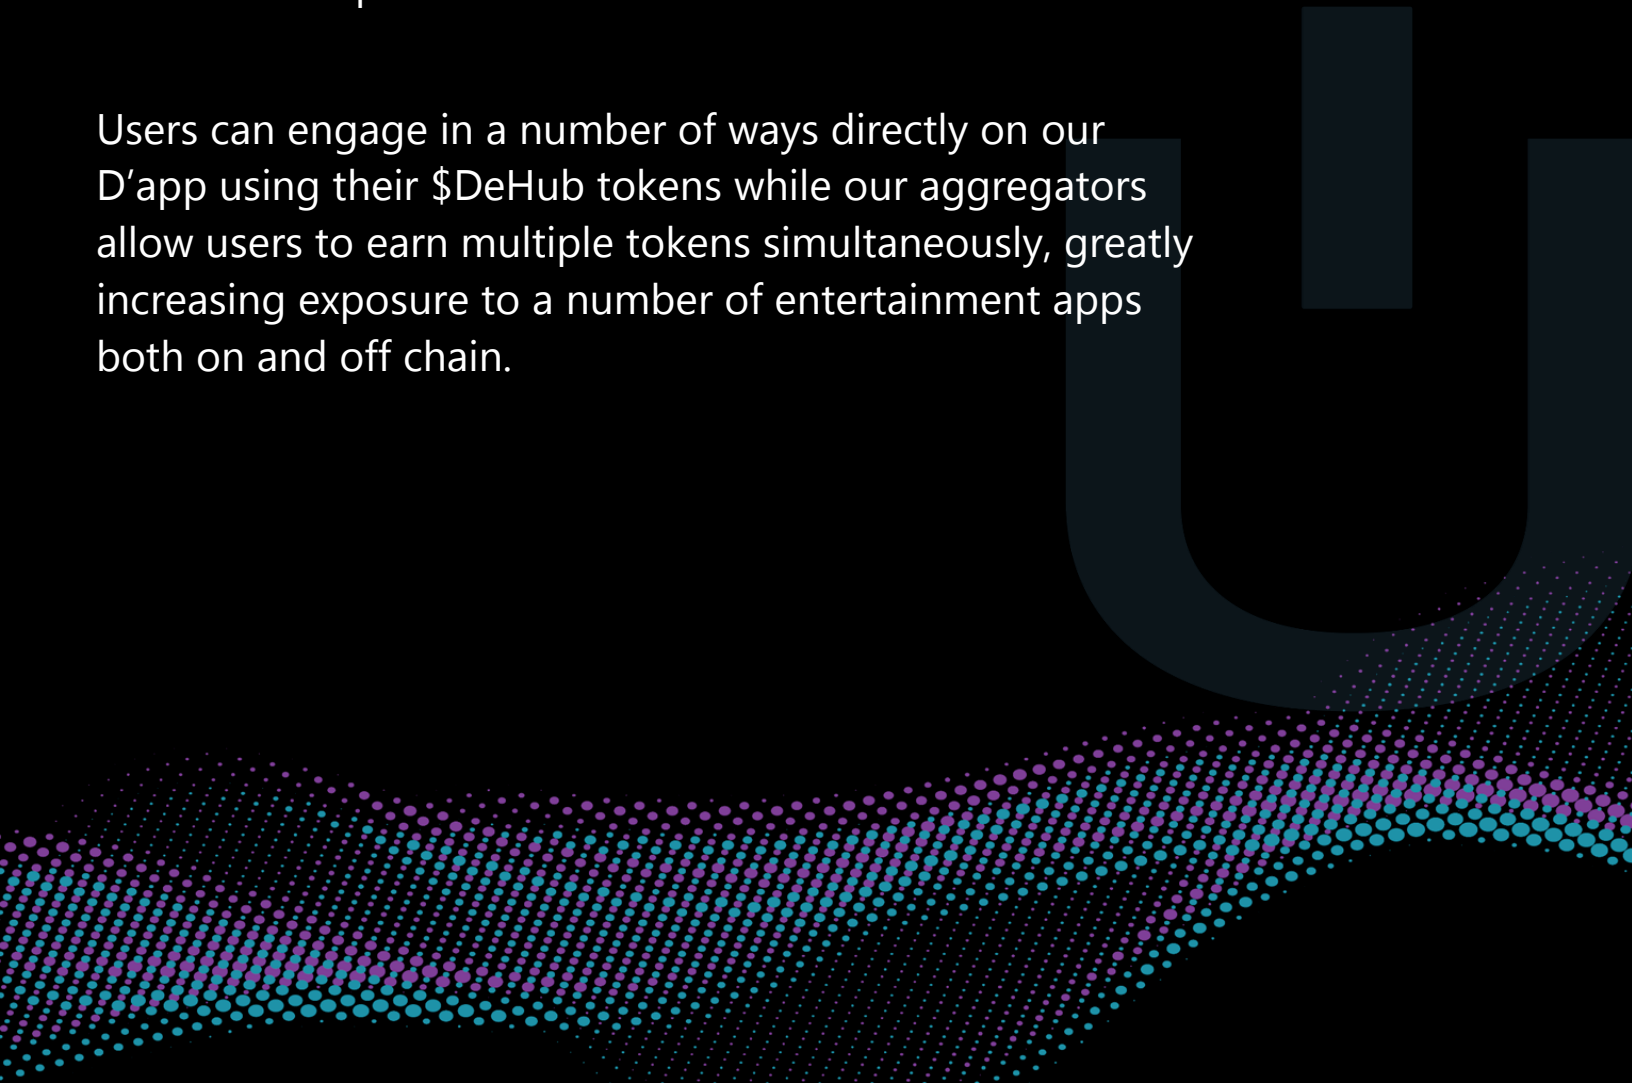 Users can engage in a number of ways directly on our
D’app using their $DeHub tokens while our aggregators
allow users to earn multiple tokens simultaneously, greatly
increasing exposure to a number of entertainment apps
both on and off chain.